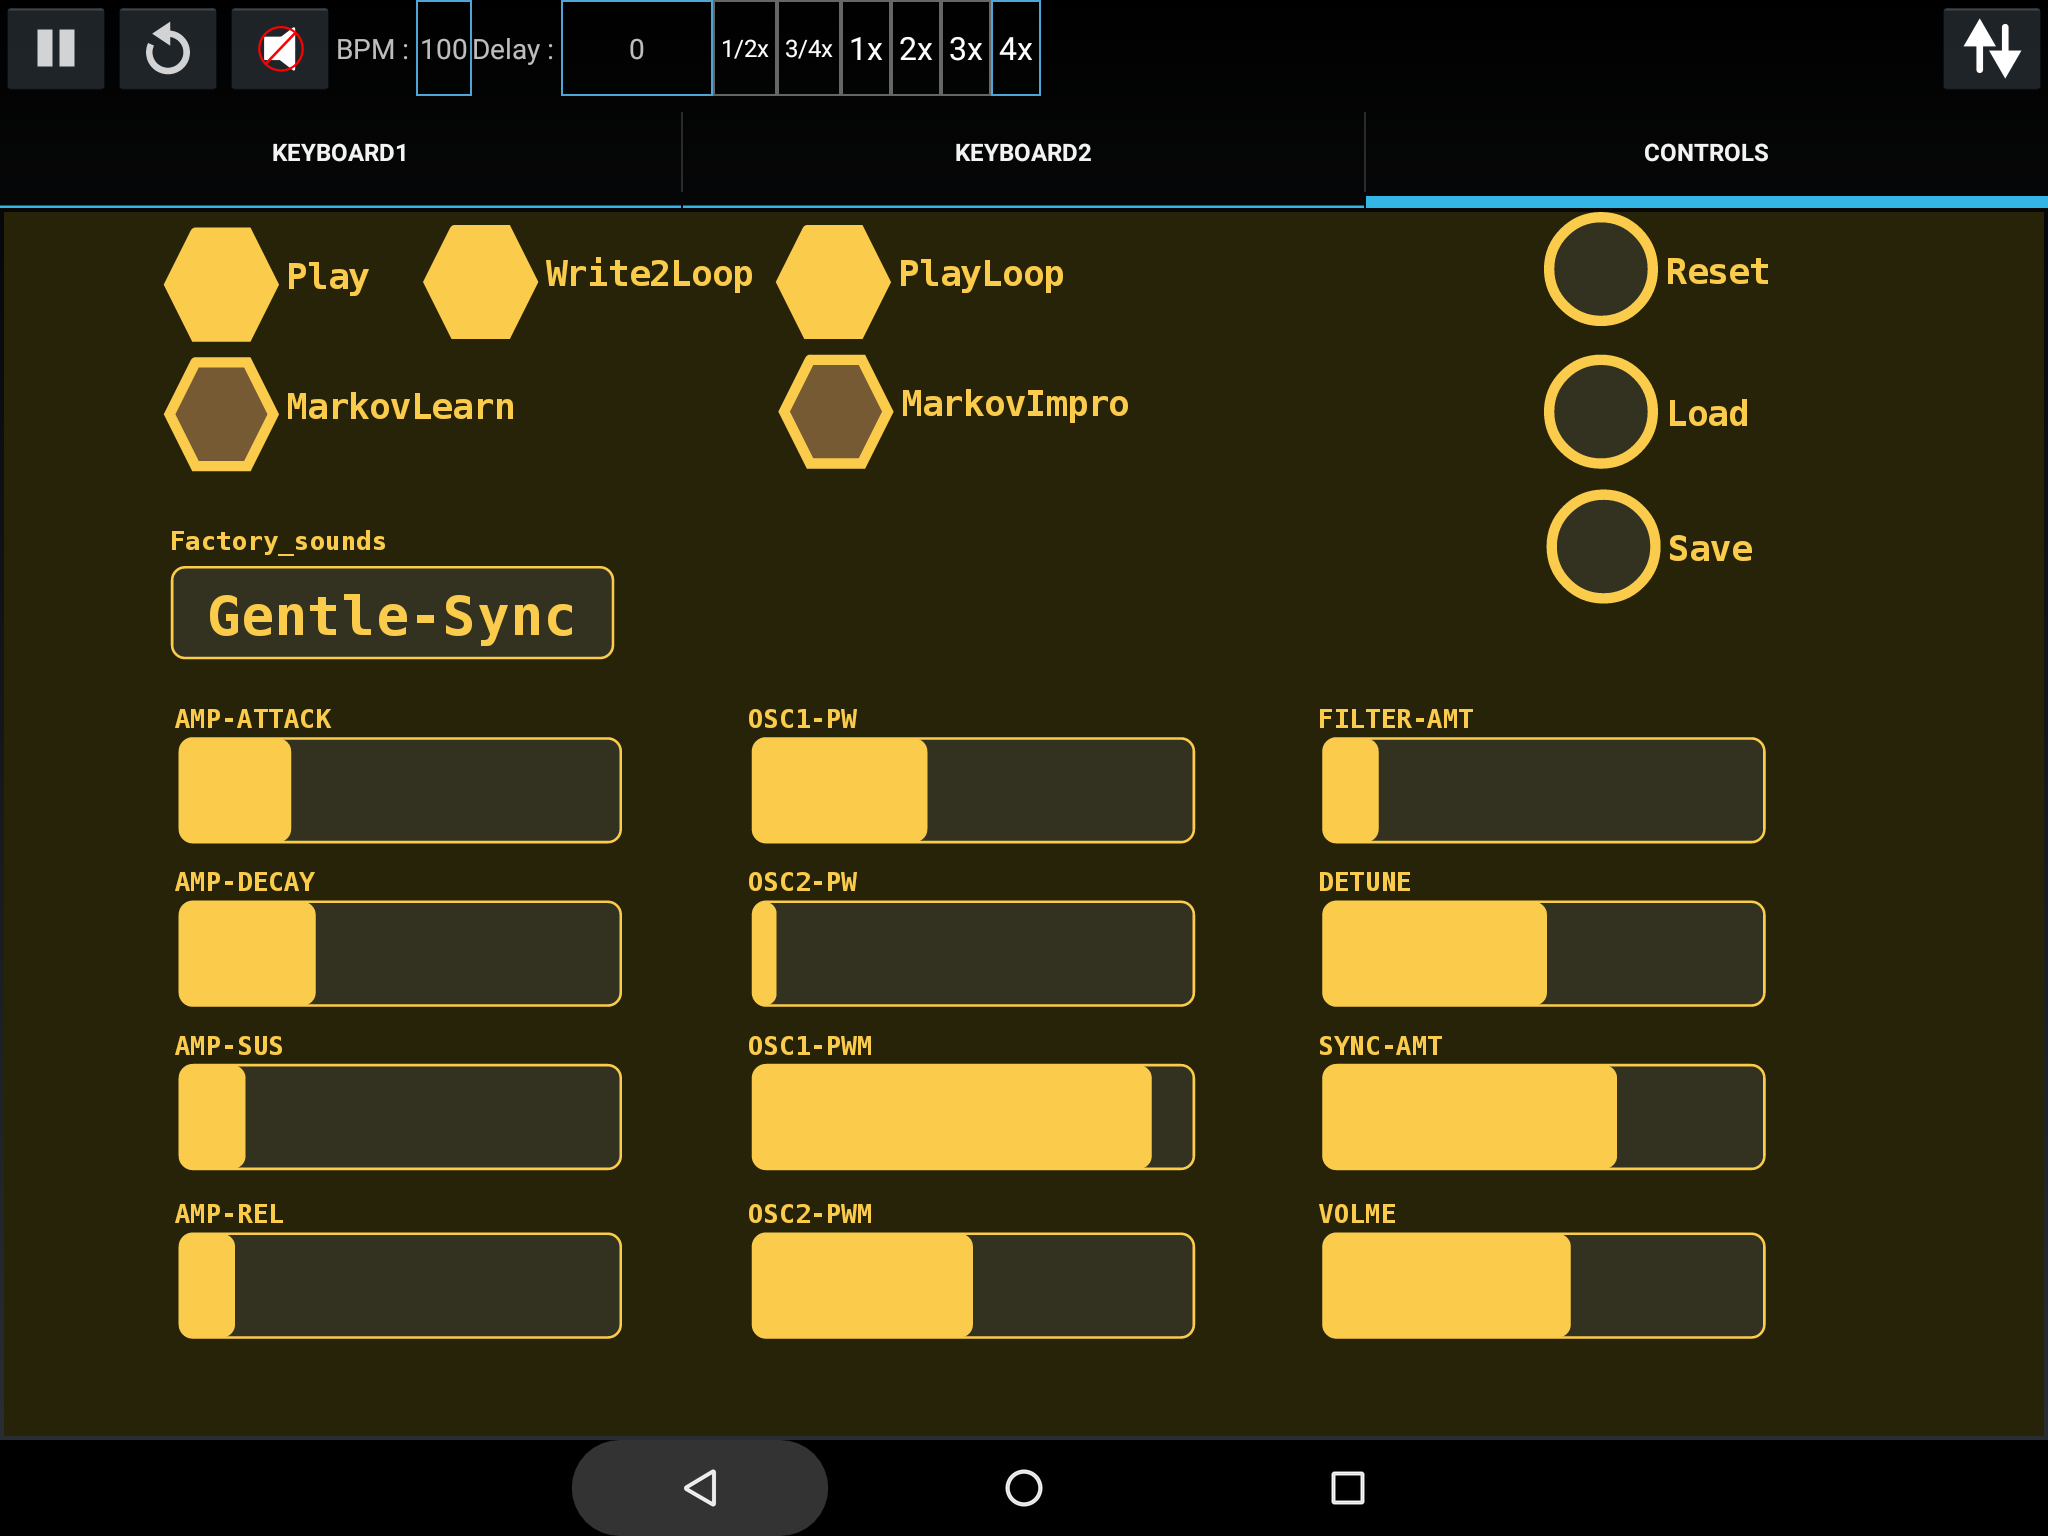 BPM : 100 Delay : 0 1/2x 3/4x 1x 2x 3x 4x
KEYBOARD1 KEYBOARD2 CONTROLS
Play Write2Loop PlayLoop Reset
MarkovLearn MarkovImpro Load
Save
Factory_sounds
Gentle-Sync
AMP-ATTACK OSC1-PW FILTER-AMT
AMP-DECAY OSC2-PW DETUNE
AMP-SUS OSC1-PWM SYNC-AMT
AMP-REL OSC2-PWM VOLME